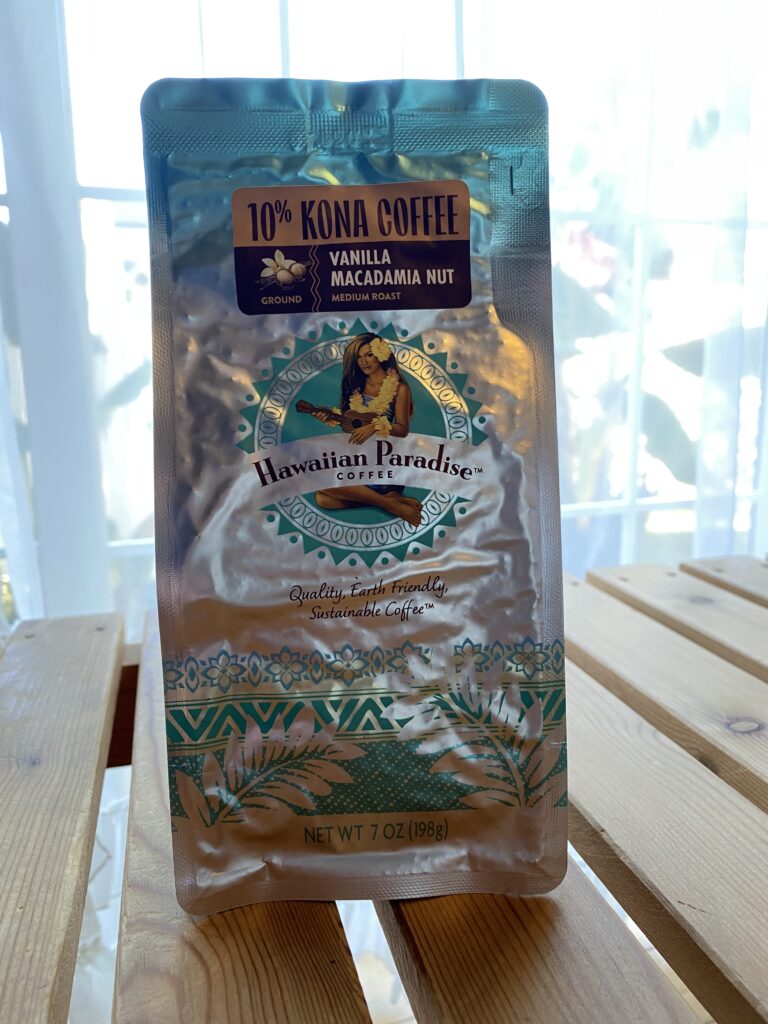 10% KONA COFFEE
VANILLA
MACADAMIA NUT
GROUND
MEDIUM ROAST
Hawaiian Paradise™
COFFEE
Quality, Earth Friendly,
Sustainable Coffee™
NET WT 7 OZ (198g)